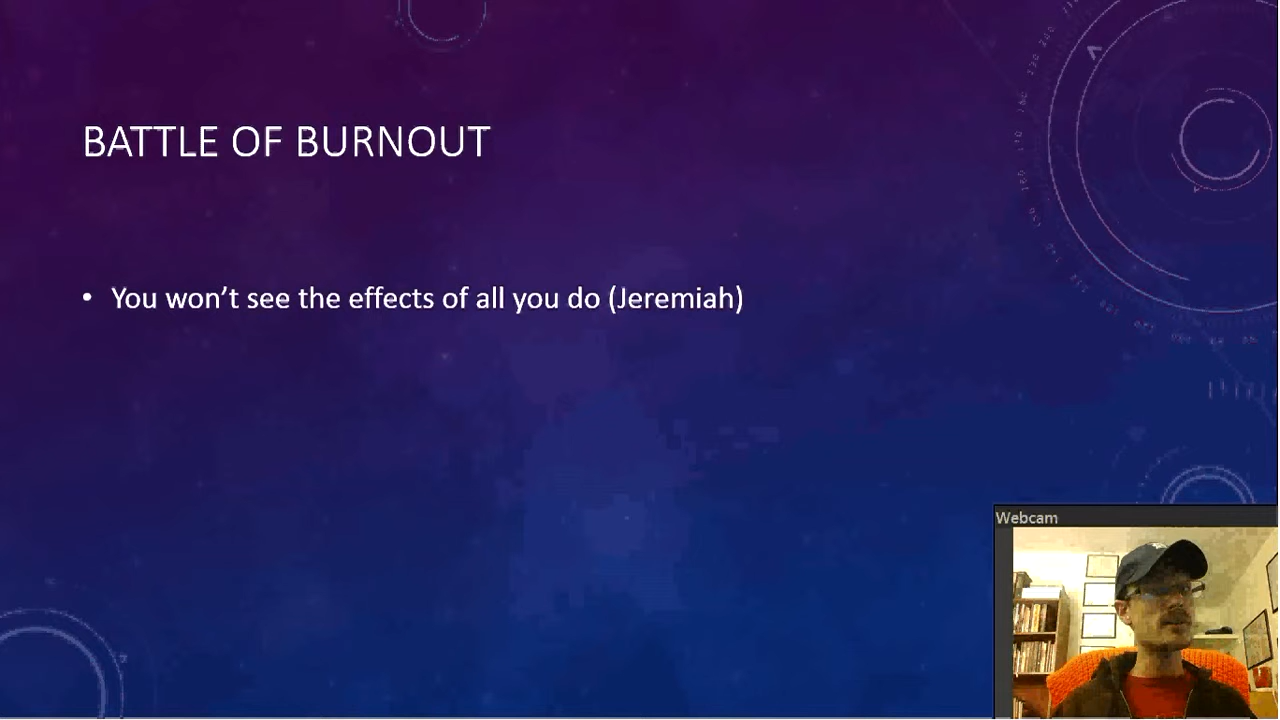 BATTLE OF BURNOUT
• You won't see the effects of all you do (Jeremiah)
Webcam